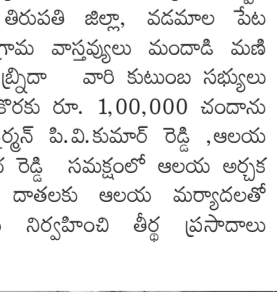 తిరుపతి జిల్లా, వడమాల పేట
గ్రామ వాస్తవ్యులు మందాడి మణి
బ్రిందా వారి కుటుంబ సభ్యులు
కొరకు రూ. 1,00,000 చందాను
ర్మన్ పి.వి.కుమార్ రెడ్డి ,ఆలయ
రెడ్డి సమక్షంలో ఆలయ అర్చక
దాతలకు ఆలయ మర్యాదలతో
నిర్వహించి తీర్థ ప్రసాదాలు